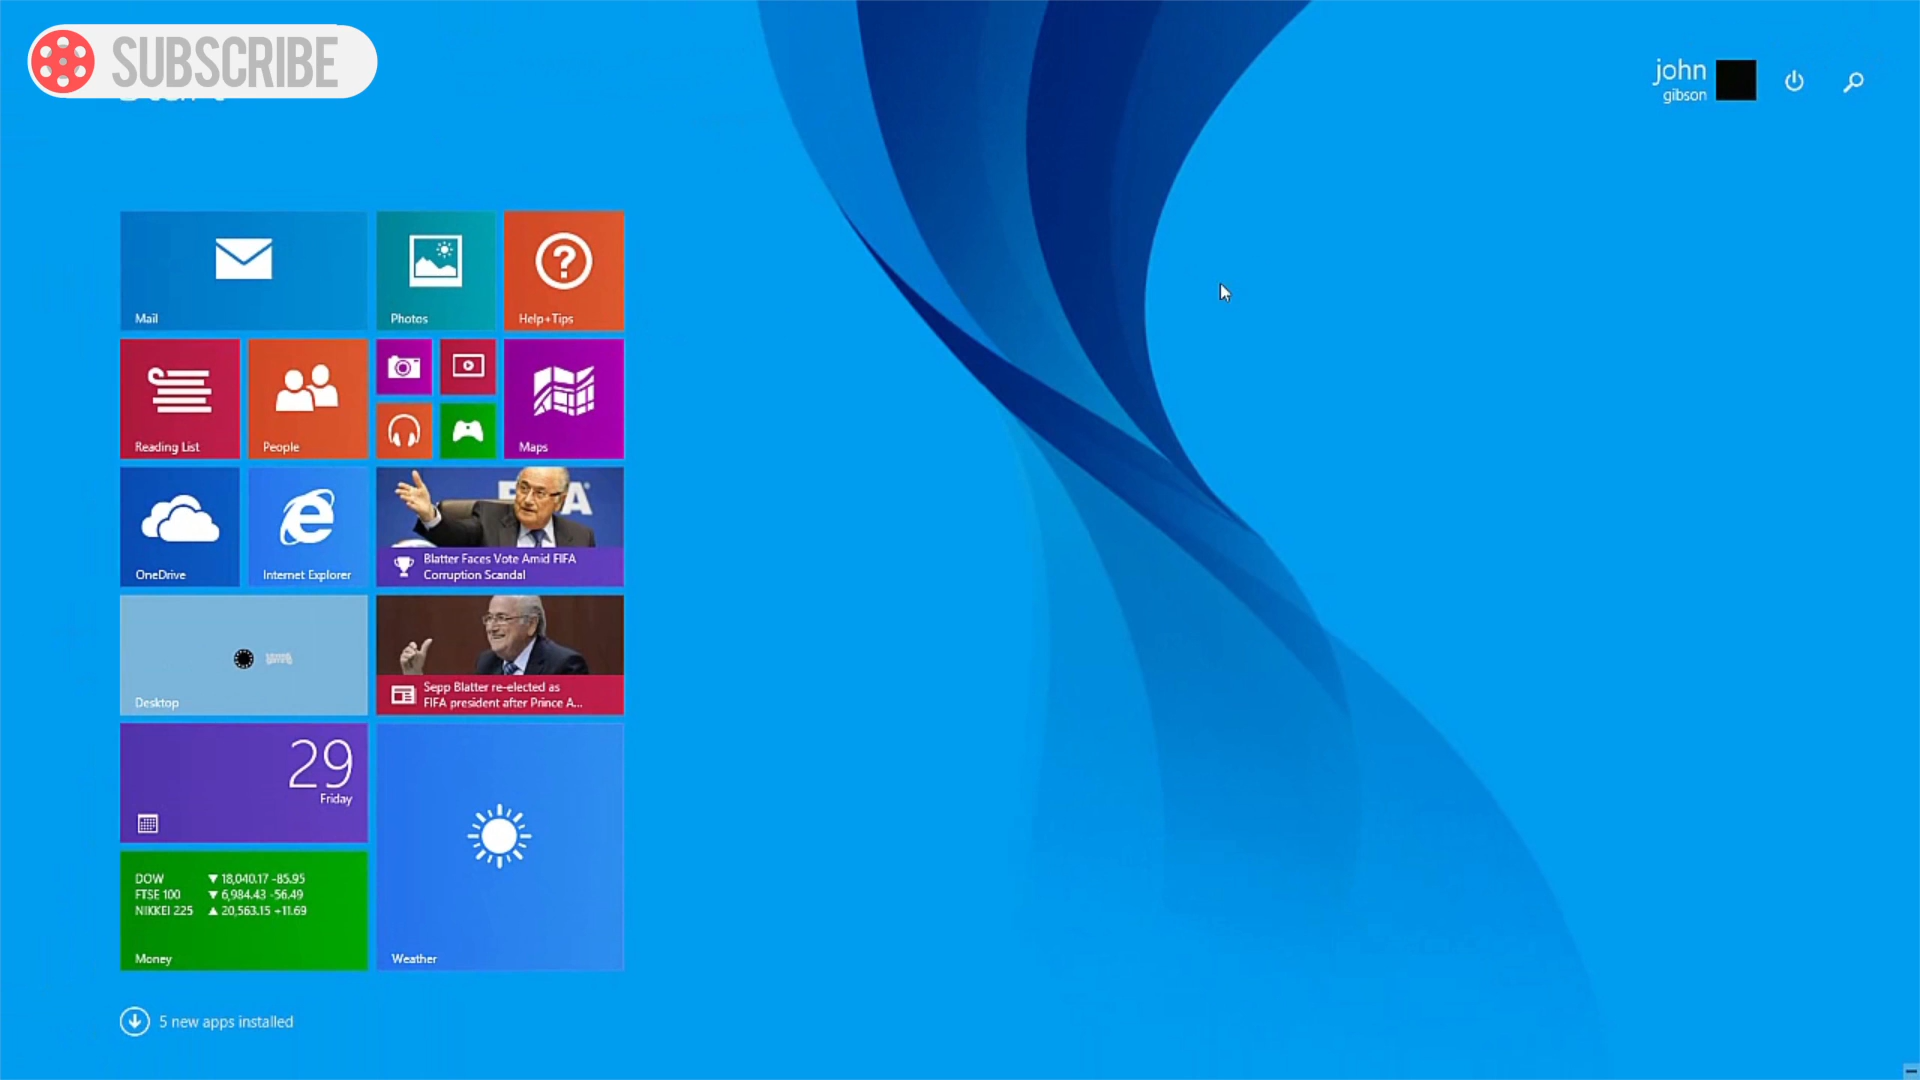 SUBSCRIBE
john
gibson
Mail
Photos
Help+Tips
Reading List
People
Maps
OneDrive
Internet Explorer
Blatter Faces Vote Amid FIFA
Corruption Scandal
Desktop
Sepp Blatter re-elected as
FIFA president after Prince A...
29
Friday
DOW ▼ 18,040.17 -85.95
FTSE 100 ▼ 6,984.43 -56.49
NIKKEI 225 ▲ 20,563.15 +11.69
Money
Weather
5 new apps installed